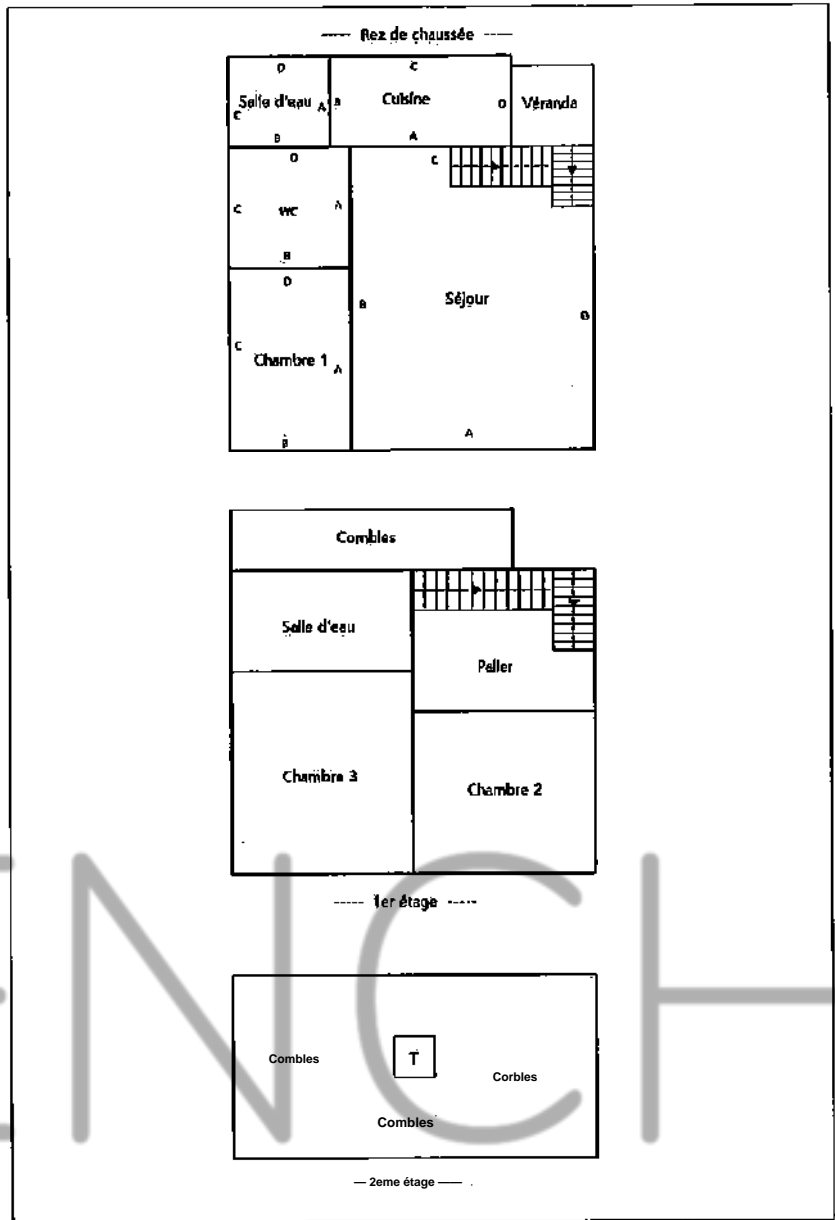 ---- Rez de chaussée ----
D
C
Salle d'eau
A
B
Cuisine
D
Véranda
C
B
A
D
C
C
WC
A
B
D
B
Séjour
C
Chambre 1
A
B
A
Combles
Salle d'eau
Palier
Chambre 3
Chambre 2
ENCH
----- 1er étage -----
T
Combles
Corbles
Combles
— 2eme étage ——